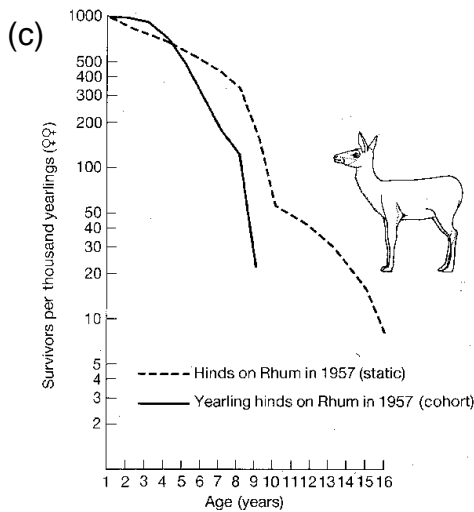 (c)
Survivors per thousand yearlings (♀♀)
1000
500
400
300
200
100
50
40
30
20
10
5
4
3
2
Hinds on Rhum in 1957 (static)
Yearling hinds on Rhum in 1957 (cohort)
1 2 3 4 5 6 7 8 9 10 11 12 13 14 15 16
Age (years)